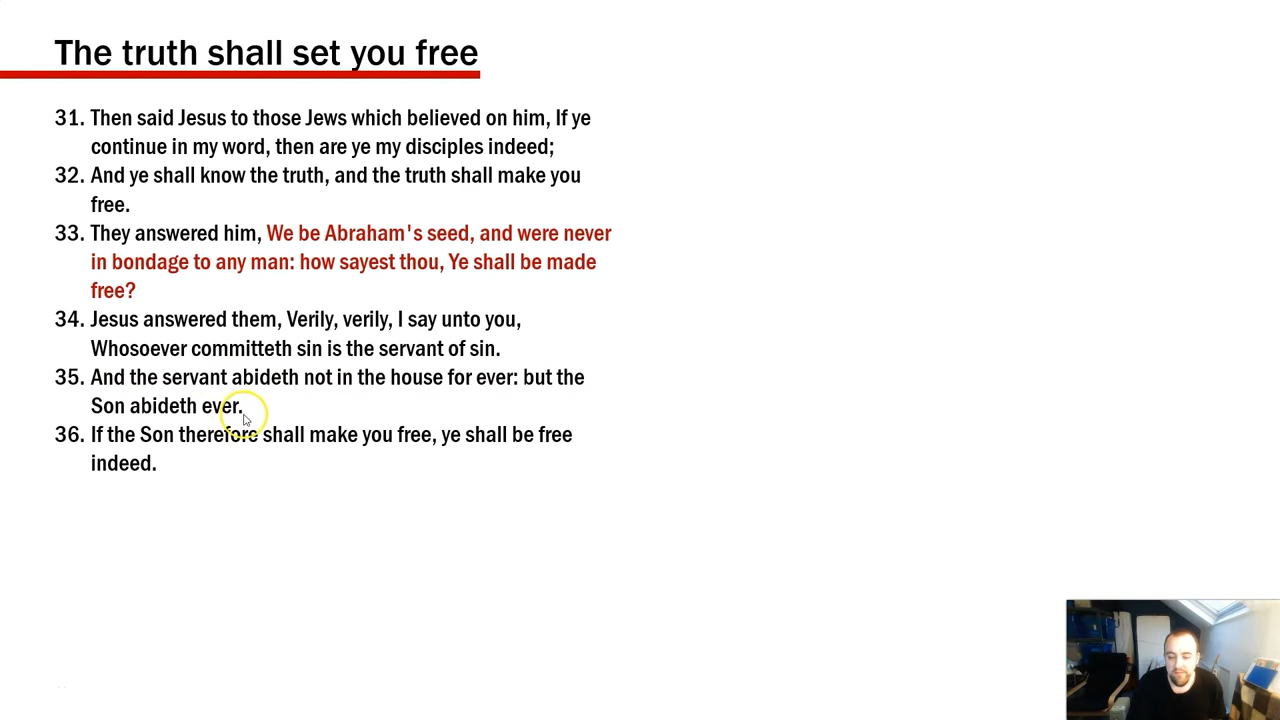 The truth shall set you free
31. Then said Jesus to those Jews which believed on him, If ye
continue in my word, then are ye my disciples indeed;
32. And ye shall know the truth, and the truth shall make you
free.
33. They answered him, We be Abraham's seed, and were never
in bondage to any man: how sayest thou, Ye shall be made
free?
34. Jesus answered them, Verily, verily, I say unto you,
Whosoever committeth sin is the servant of sin.
35. And the servant abideth not in the house for ever: but the
Son abideth ever.
36. If the Son therefore shall make you free, ye shall be free
indeed.